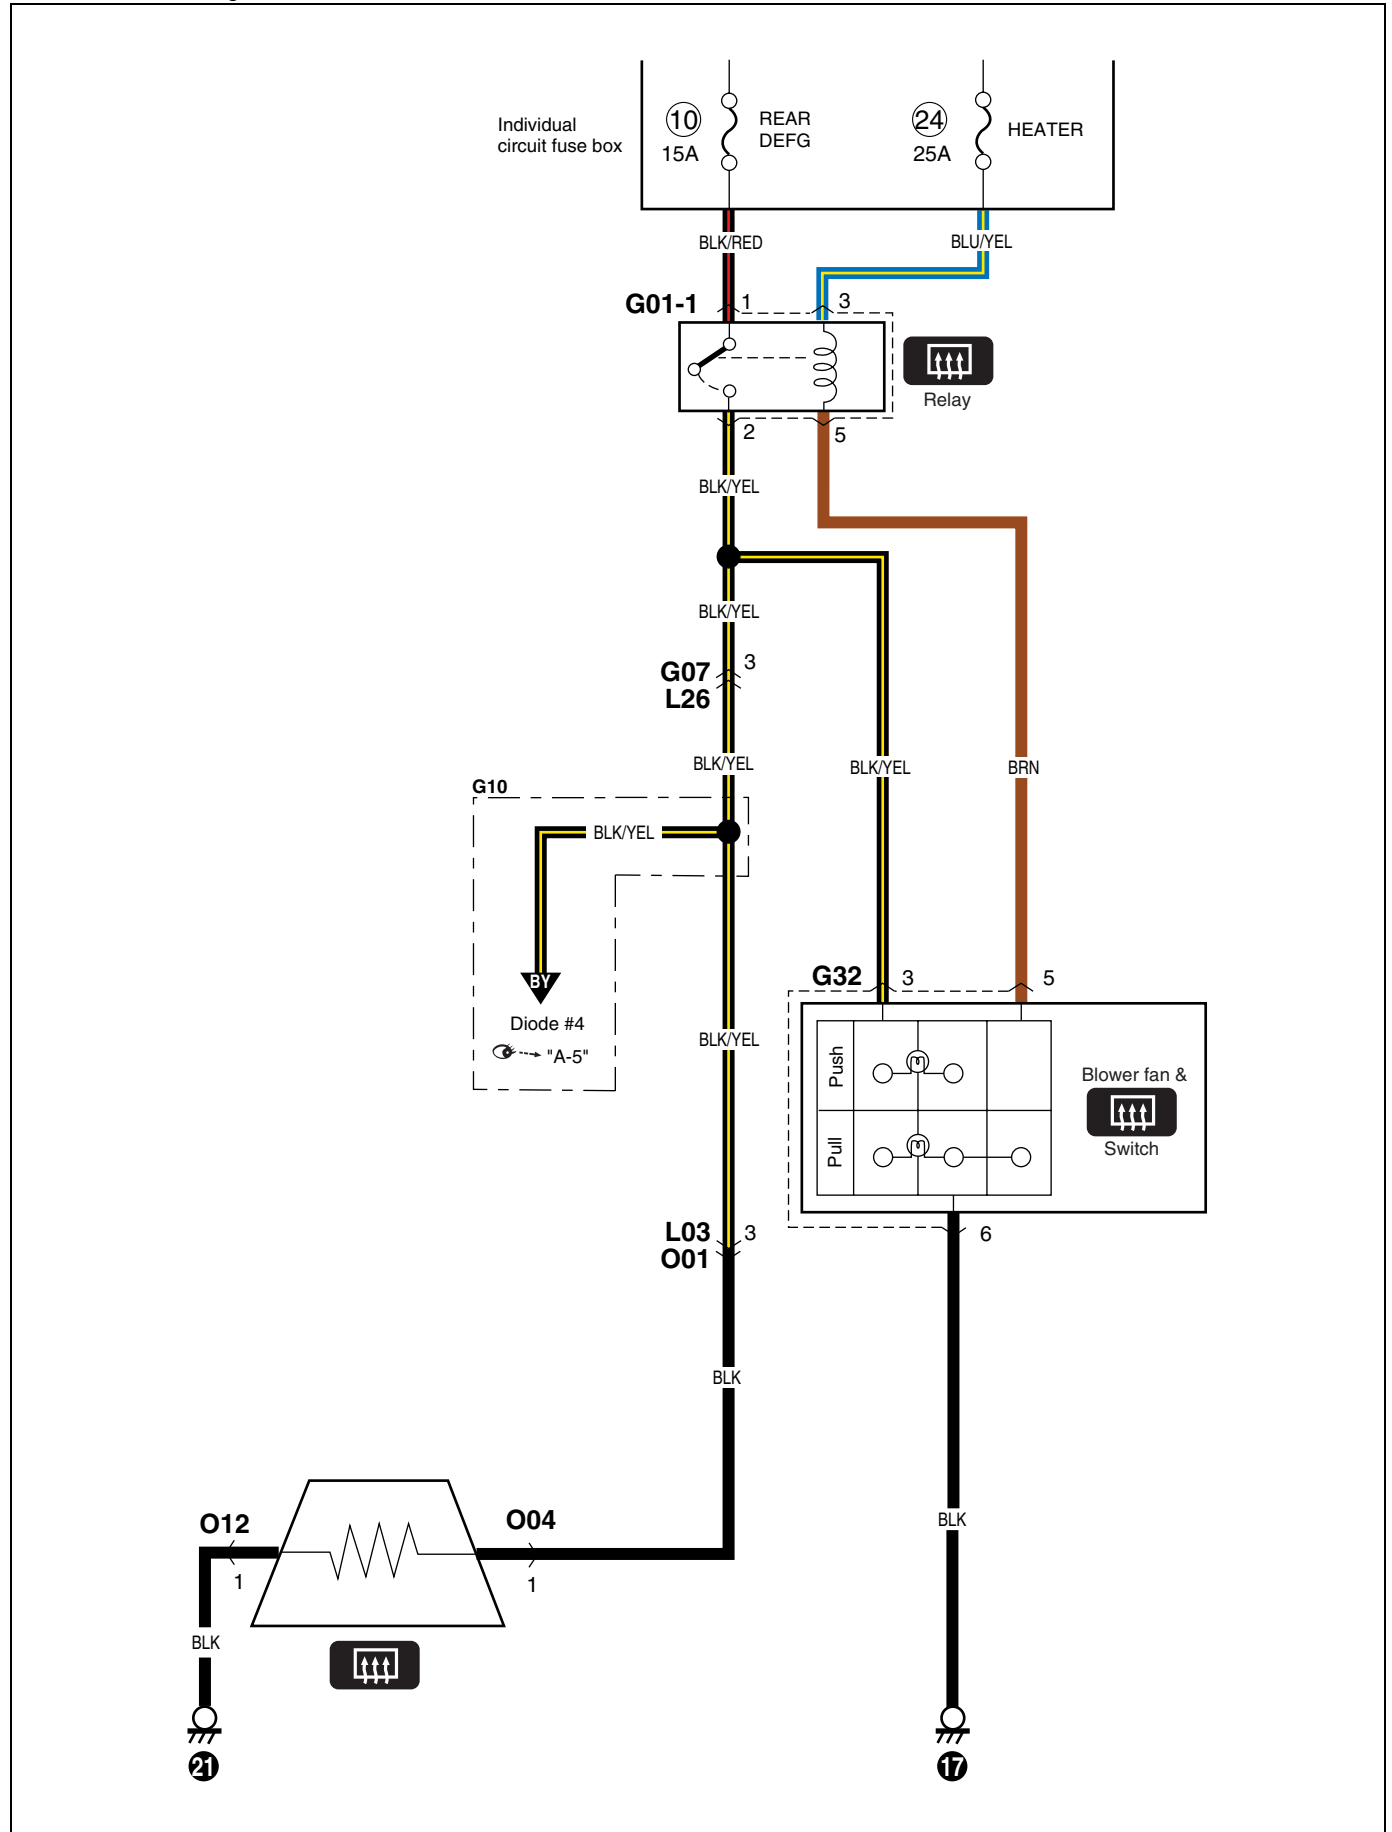 Individual
circuit fuse box
10
15A
REAR
DEFG
24
25A
HEATER
BLK/RED
BLU/YEL
G01-1
1
3
Relay
2
5
BLK/YEL
BLK/YEL
G07
L26
3
BLK/YEL
BLK/YEL
BRN
G10
BLK/YEL
BY
Diode #4
"A-5"
G32
3
5
BLK/YEL
Push
Pull
Blower fan &
Switch
L03
O01
3
6
BLK
O12
1
O04
1
BLK
BLK
21
17